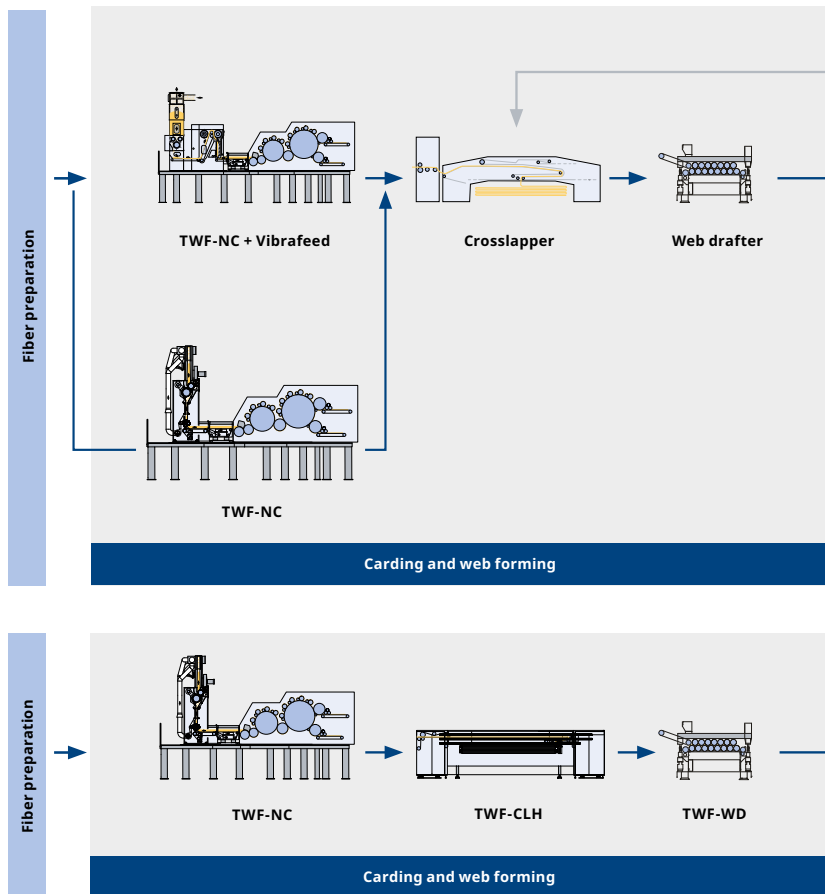 Fiber preparation
TWF-NC + Vibrafeed
Crosslapper
Web drafter
TWF-NC
Carding and web forming
Fiber preparation
TWF-NC
TWF-CLH
TWF-WD
Carding and web forming